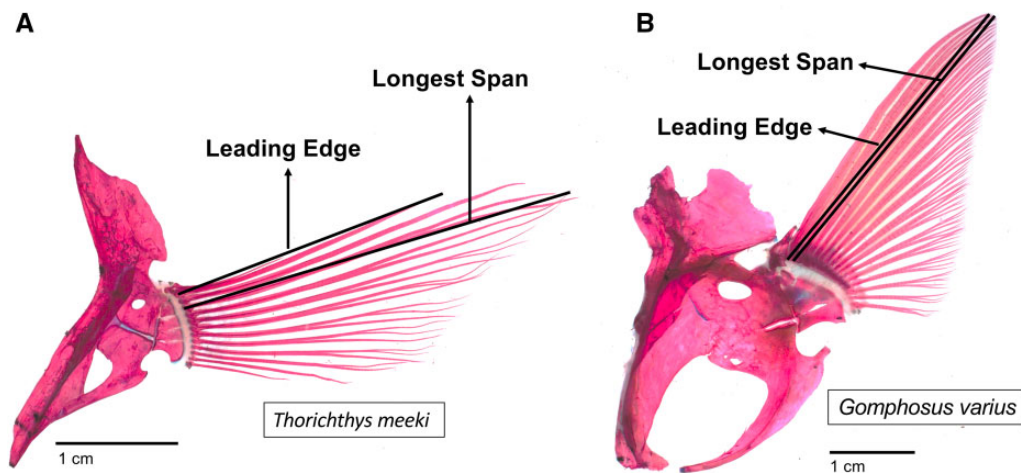 A
B
Longest Span
Leading Edge
Longest Span
Leading Edge
Thorichthys meeki
Gomphosus varius
1 cm
1 cm